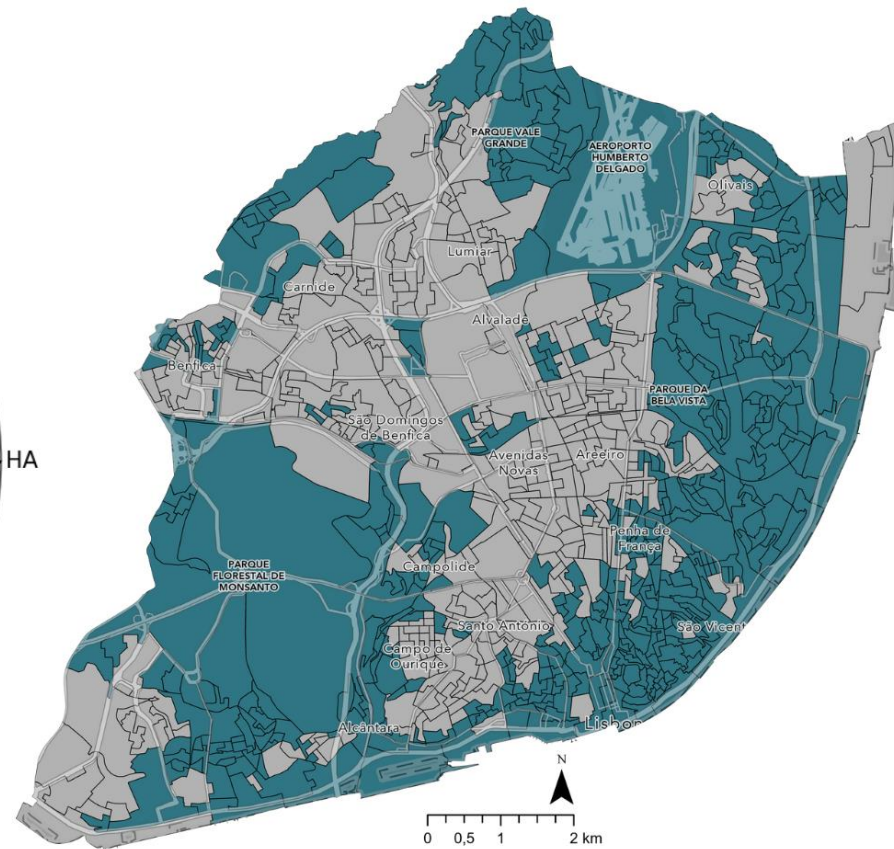 PARQUE VALE
GRANDE
AEROPORTO
HUMBERTO
DELGADO
Olivais
Lumiar
Carnide
Alvalade
Benfica
PARQUE DA
BELA VISTA
São Domingos
de Benfica
Avenidas
Novas
Areeiro
HA
Penha de
França
PARQUE
FLORESTAL DE
MONSANTO
Campolide
Santo António
São Vicent
Campo de
Ourique
Alcântara
Lisbon
N
0 0,5 1 2 km